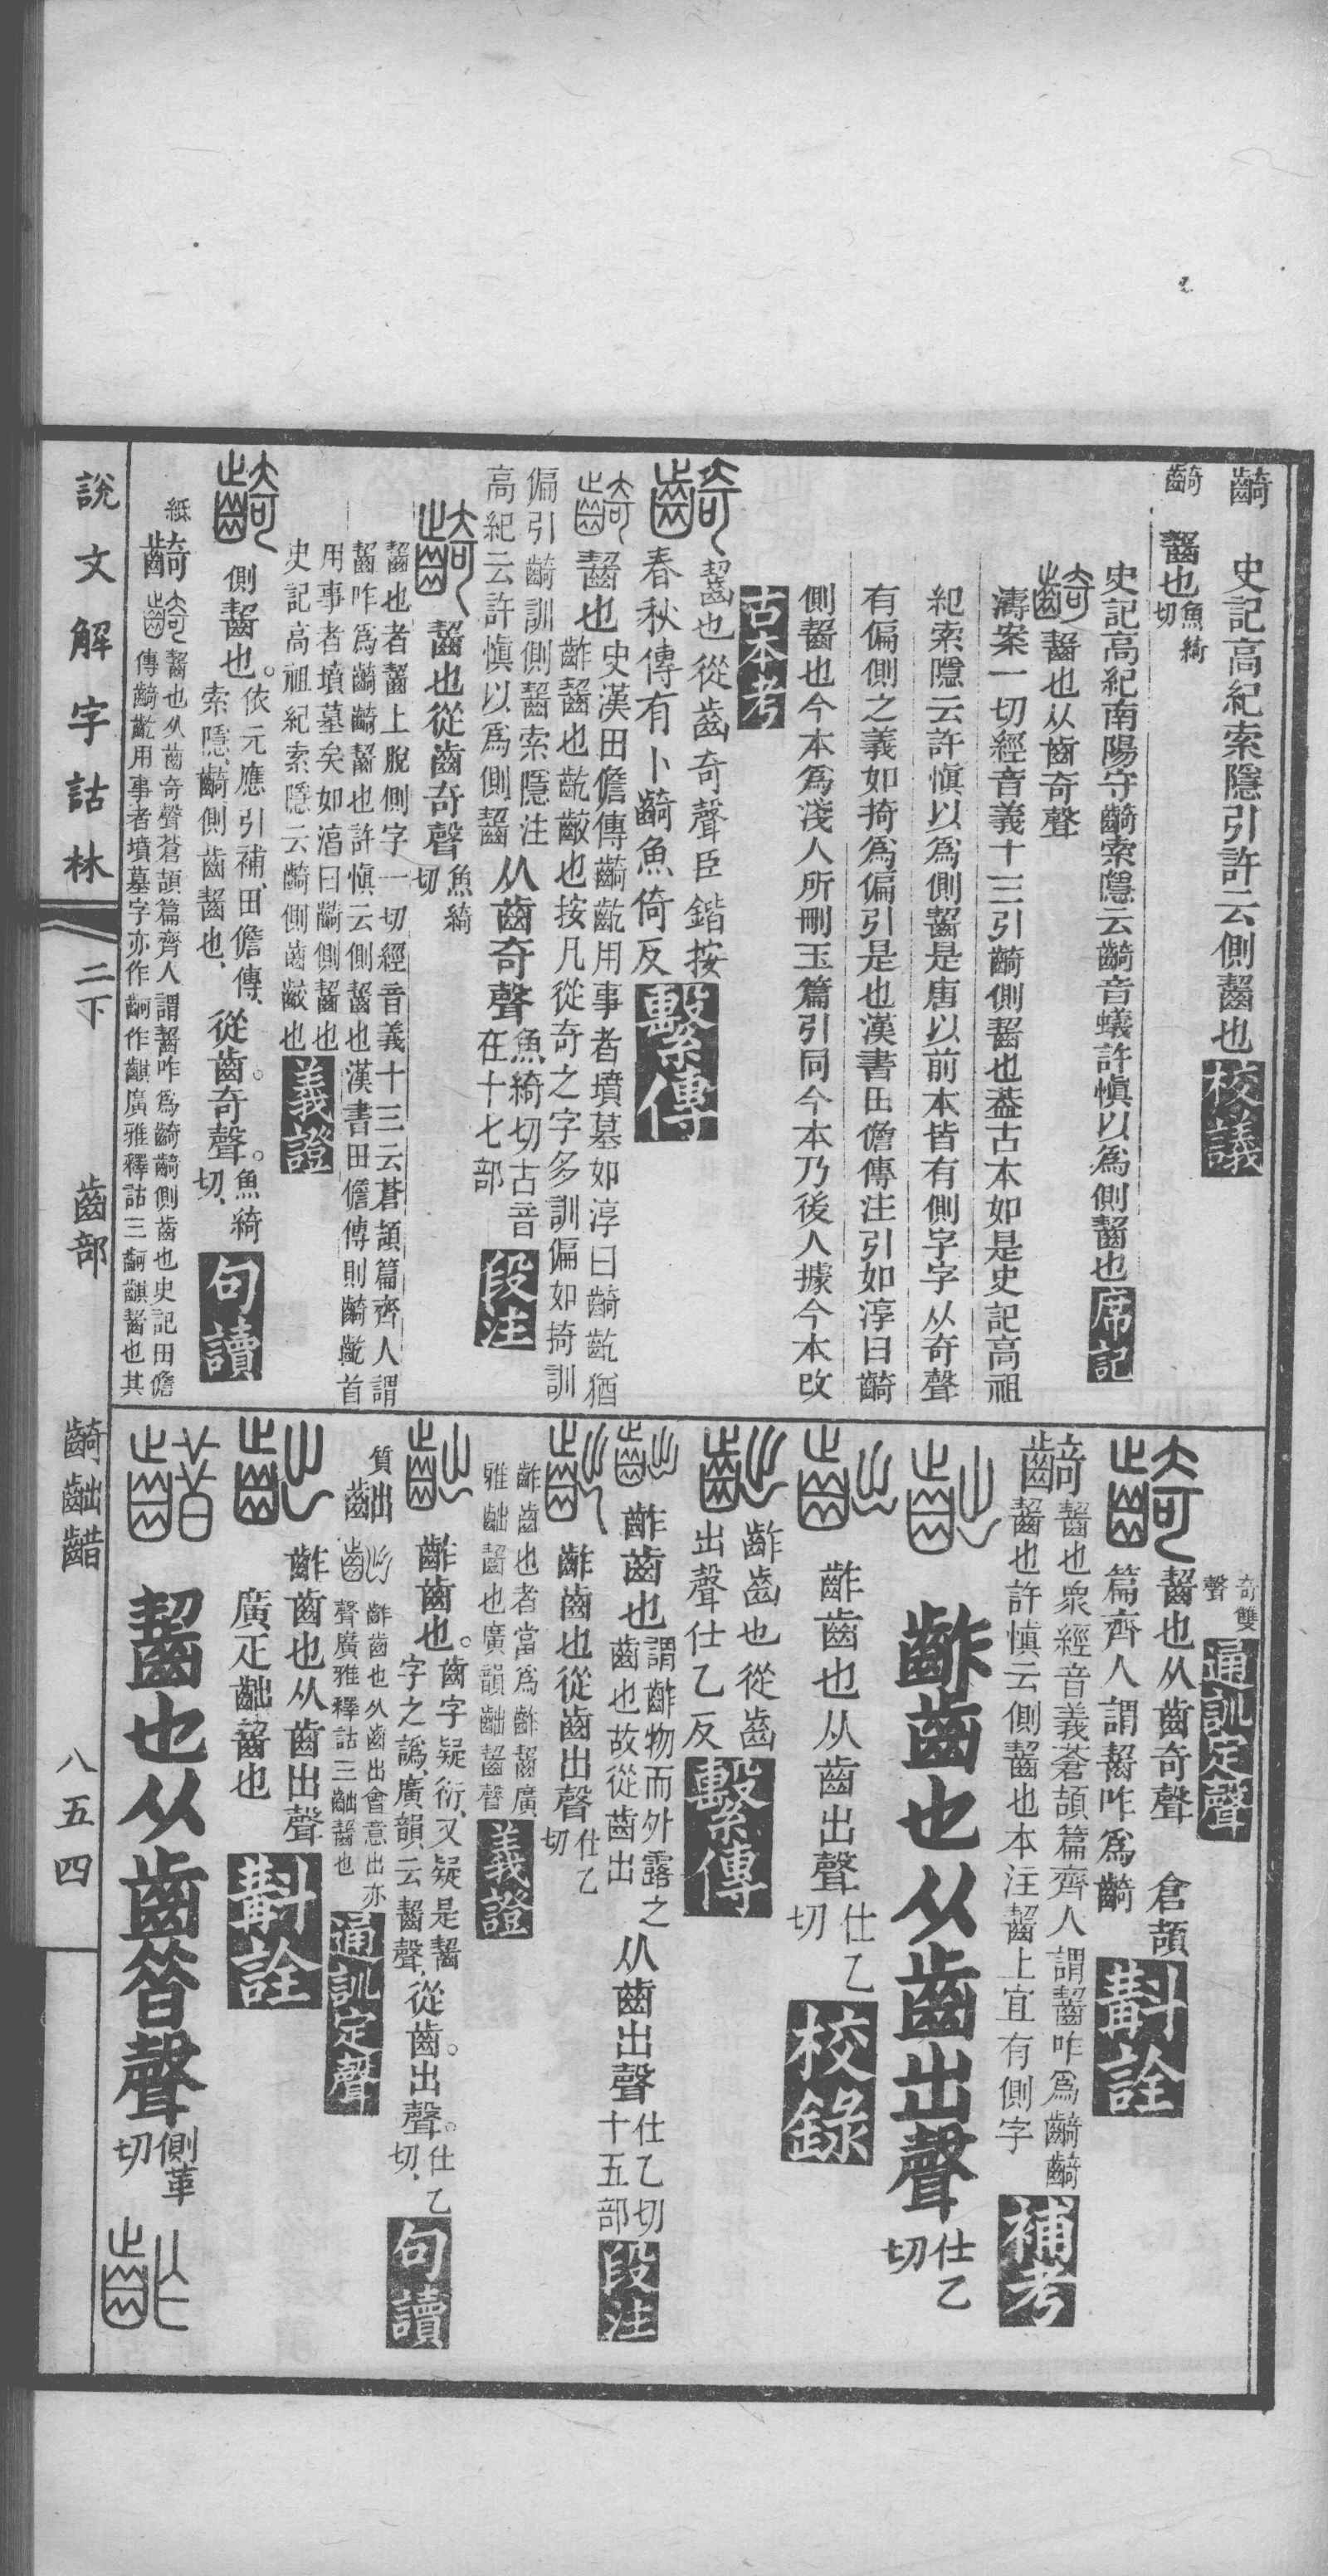 齮　史記高紀索隱引許云側齧也校議
齮　齧也魚綺切
史記高紀南陽守齮索隱云齮音蟻許愼以爲側齧也席記
齮齧也从齒奇聲
濤案一切經音義十三引齮側齧也葢古本如是史記高祖
紀索隱云許愼以爲側齧是唐以前本皆有側字字从奇聲
有偏側之義如掎爲偏引是也漢書田儋傳注引如淳曰齮
側齧也今本爲淺人所刪玉篇引同今本乃後人據今本改
古本考
齮齧也從齒奇聲臣鍇按
春秋傳有卜齮魚倚反繫傳
齮齧也史漢田儋傳齮齕用事者墳墓如淳曰齮齕猶
齚齧也齕齩也按凡從奇之字多訓偏如掎訓
偏引齮訓側齧索隱注
高紀云許愼以爲側齧从齒奇聲魚綺切古音在十七部段注
齮齧也從齒奇聲魚綺切
齧也者齧上脫側字一切經音義十三云蒼頡篇齊人謂
齧咋爲齮齮齧也許愼云側齧也漢書田儋傳則齮齕首
用事者墳墓矣如湻曰齮側齧也
史記高祖紀索隱云齮側齒齩也義證
齮側齧也。依元應引補、田儋傳、索隱、齮側齒齧也、從齒。奇聲。魚綺切、句讀
紙齮齮齧也从齒奇聲蒼頡篇齊人謂齧咋爲齮齮側齒也史記田儋
傳齮齕用事者墳墓字亦作䶗作齵廣雅釋詁三䶗齵齧也其
奇雙聲通訓定聲
齮齧也从齒奇聲　倉頡
篇齊人謂齧咋爲齮斠詮
齮齧也衆經音義蒼頡篇齊人謂齧咋爲齮齮
齧也許愼云側齧也本注齧上宜有側字補考
齣齚齒也从齒出聲仕乙切
齣齚齒也从齒出聲仕乙切校錄
齣齚齒也從齒
出聲仕乙反繫傳
齣齚齒也謂齚物而外露之齒也故從齒出从齒出聲仕乙切十五部段注
齣齚齒也從齒出聲仕乙切
齚齒也者當爲齚齧廣
雅齣齧也廣韻齣齧聲義證
齣齚齒也。齒字疑衍、又疑是齧字之譌、廣韻、云齧聲、從齒。出聲。仕乙切、句讀
質齣齣齚齒也从齒出會意出亦聲廣雅釋詁三齣齧也通訓定聲
齣齚齒也从齒出聲
廣疋齣齧也斠詮
齰齧也从齒昝聲側革切齚
說文解字詁林　二下　齒部　齮齣齰　八五四